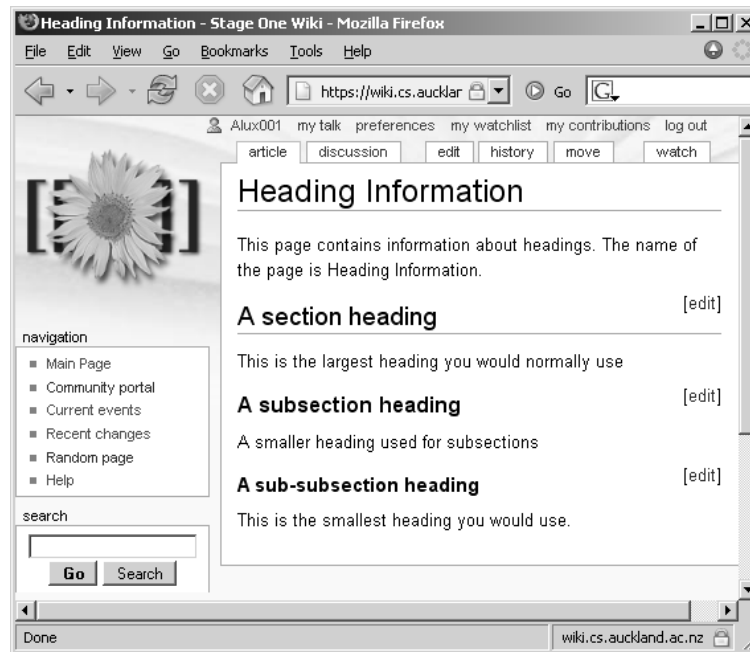 Heading Information - Stage One Wiki - Mozilla Firefox
File Edit View Go Bookmarks Tools Help
https://wiki.cs.aucklar Go G
Alux001 my talk preferences my watchlist my contributions log out
article discussion edit history move watch
Heading Information
This page contains information about headings. The name of
the page is Heading Information.
A section heading [edit]
This is the largest heading you would normally use
A subsection heading [edit]
A smaller heading used for subsections
A sub-subsection heading [edit]
This is the smallest heading you would use.
navigation
Main Page
Community portal
Current events
Recent changes
Random page
Help
search
Go Search
Done wiki.cs.auckland.ac.nz